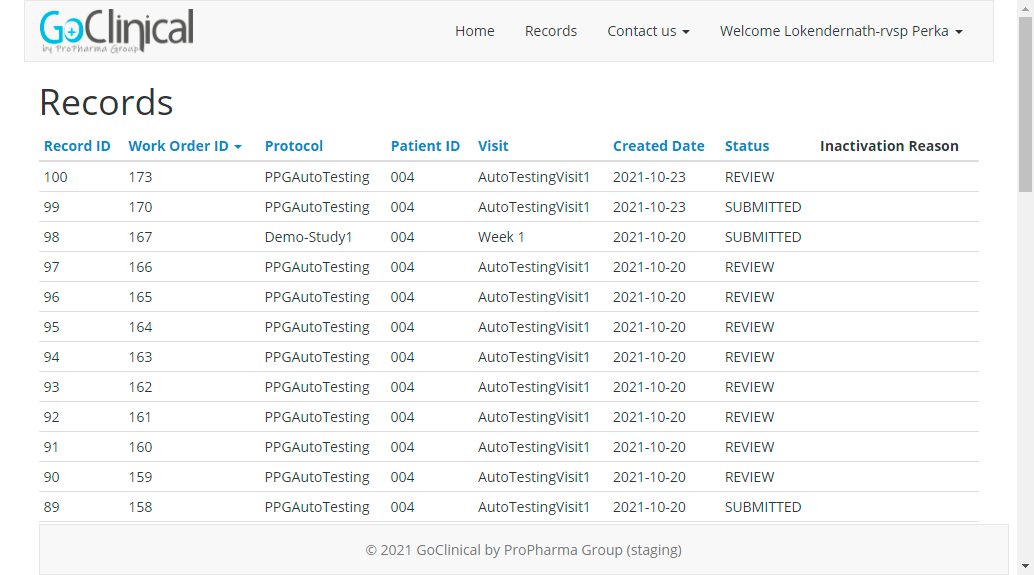 GoClinical
by ProPharma Group
Home Records Contact us Welcome Lokendernath-rvsp Perka
Records
Record ID Work Order ID Protocol Patient ID Visit Created Date Status Inactivation Reason
100 173 PPGAutoTesting 004 AutoTestingVisit1 2021-10-23 REVIEW
99 170 PPGAutoTesting 004 AutoTestingVisit1 2021-10-23 SUBMITTED
98 167 Demo-Study1 004 Week 1 2021-10-20 SUBMITTED
97 166 PPGAutoTesting 004 AutoTestingVisit1 2021-10-20 REVIEW
96 165 PPGAutoTesting 004 AutoTestingVisit1 2021-10-20 REVIEW
95 164 PPGAutoTesting 004 AutoTestingVisit1 2021-10-20 REVIEW
94 163 PPGAutoTesting 004 AutoTestingVisit1 2021-10-20 REVIEW
93 162 PPGAutoTesting 004 AutoTestingVisit1 2021-10-20 REVIEW
92 161 PPGAutoTesting 004 AutoTestingVisit1 2021-10-20 REVIEW
91 160 PPGAutoTesting 004 AutoTestingVisit1 2021-10-20 REVIEW
90 159 PPGAutoTesting 004 AutoTestingVisit1 2021-10-20 REVIEW
89 158 PPGAutoTesting 004 AutoTestingVisit1 2021-10-20 SUBMITTED
© 2021 GoClinical by ProPharma Group (staging)